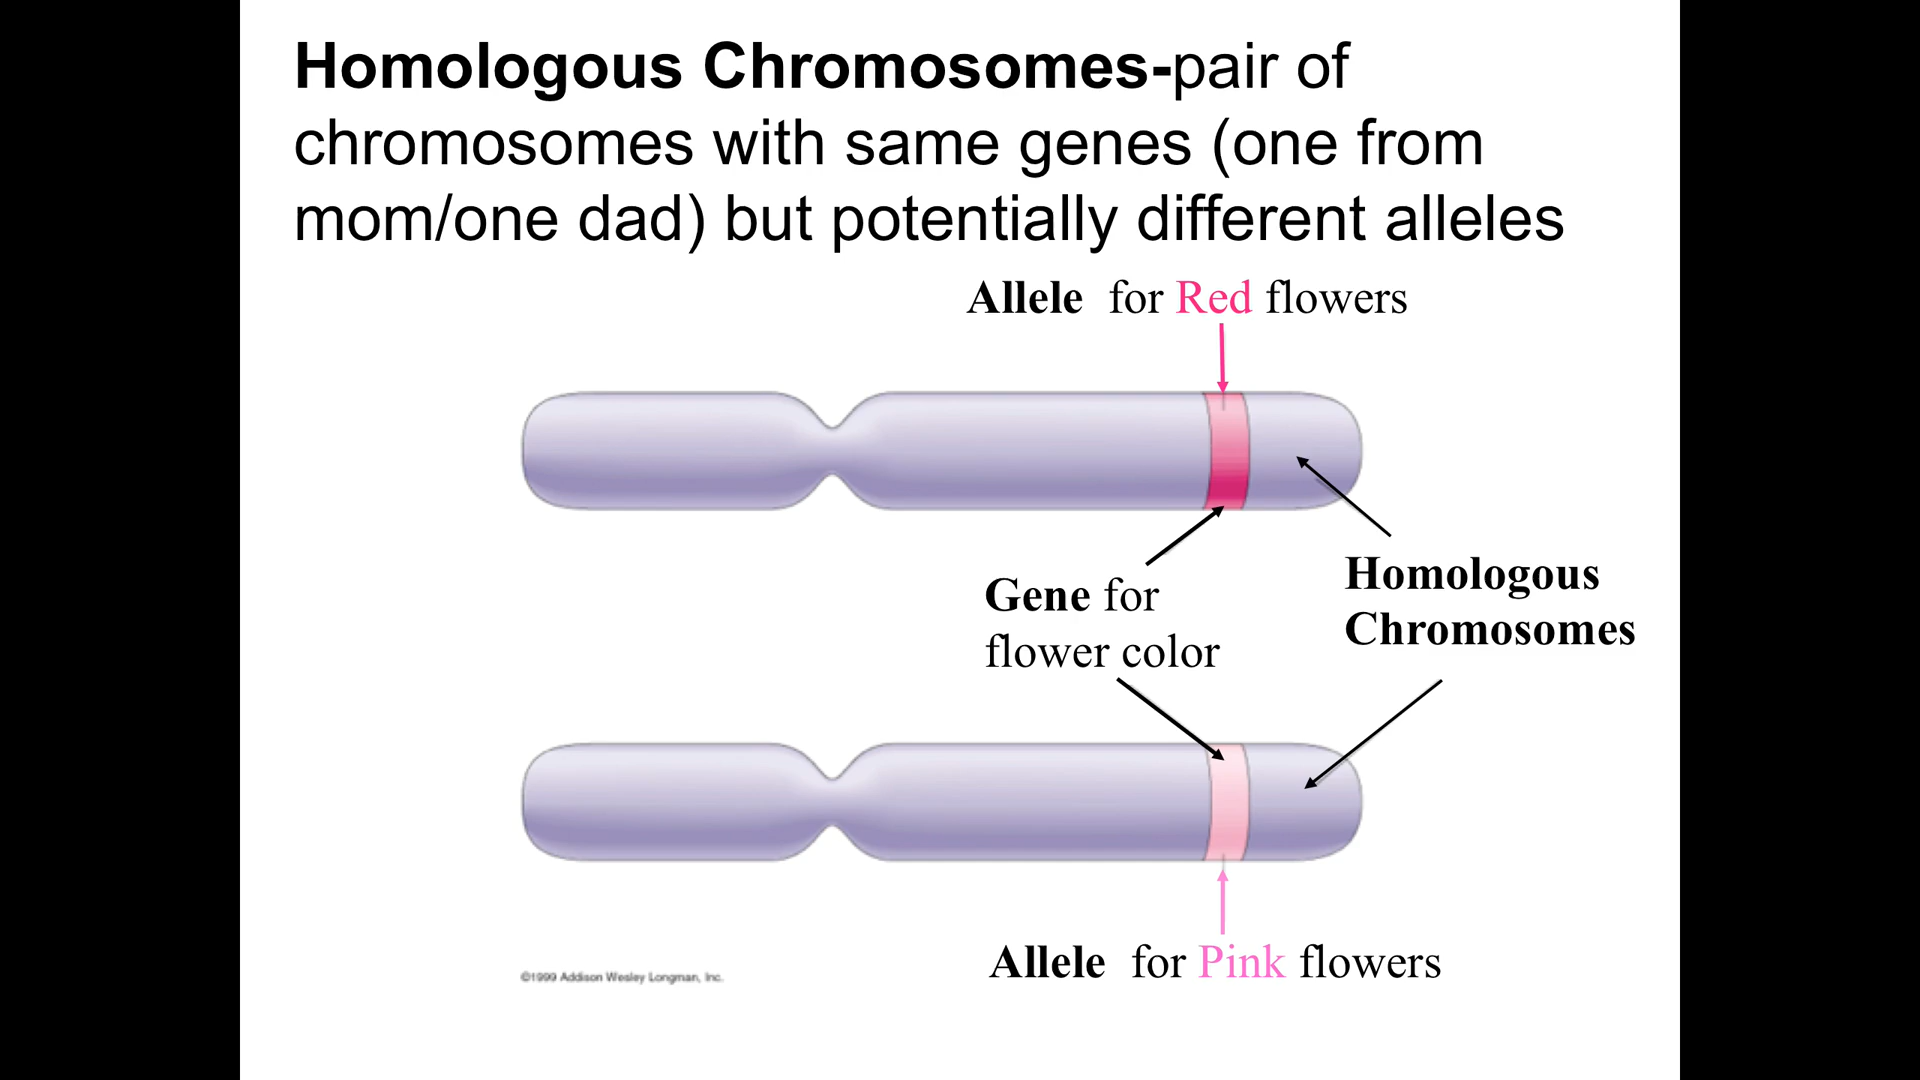 Homologous Chromosomes-pair of
chromosomes with same genes (one from
mom/one dad) but potentially different alleles
Allele for Red flowers
Gene for
flower color
Homologous
Chromosomes
Allele for Pink flowers
©1999 Addison Wesley Longman, Inc.